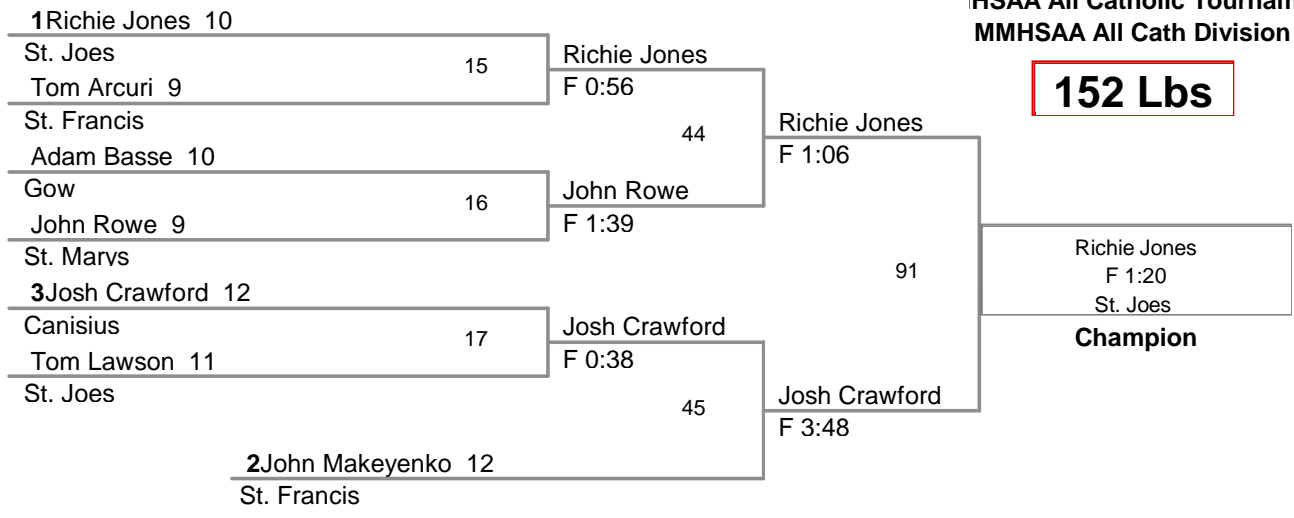 HSAA All Catholic Tournam
MMHSAA All Cath Division
152 Lbs
1Richie Jones 10
St. Joes
15
Tom Arcuri 9
St. Francis
Richie Jones
F 0:56
44
Adam Basse 10
Gow
16
John Rowe 9
St. Marys
John Rowe
F 1:39
Richie Jones
F 1:06
91
3Josh Crawford 12
Canisius
17
Tom Lawson 11
St. Joes
Josh Crawford
F 0:38
45
2John Makeyenko 12
St. Francis
Josh Crawford
F 3:48
Richie Jones
F 1:20
St. Joes
Champion